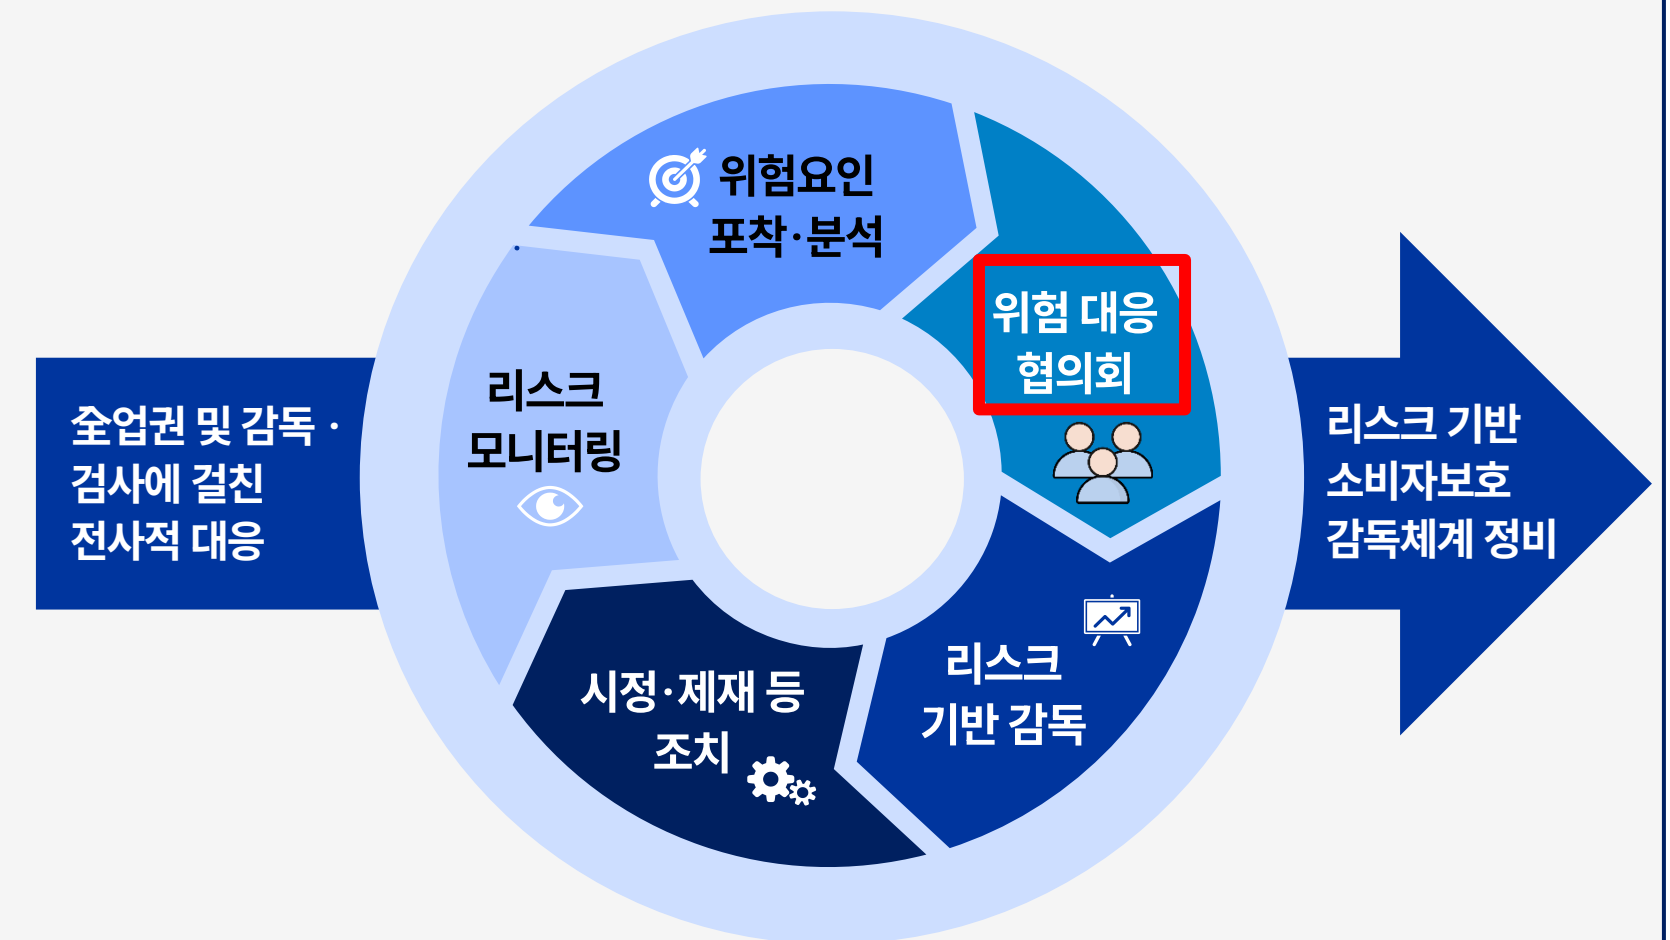 위험요인
포착·분석
위험 대응
협의회
리스크
기반 감독
시정·제재 등
조치
리스크
모니터링
全업권 및 감독 ·
검사에 걸친
전사적 대응
리스크 기반
소비자보호
감독체계 정비